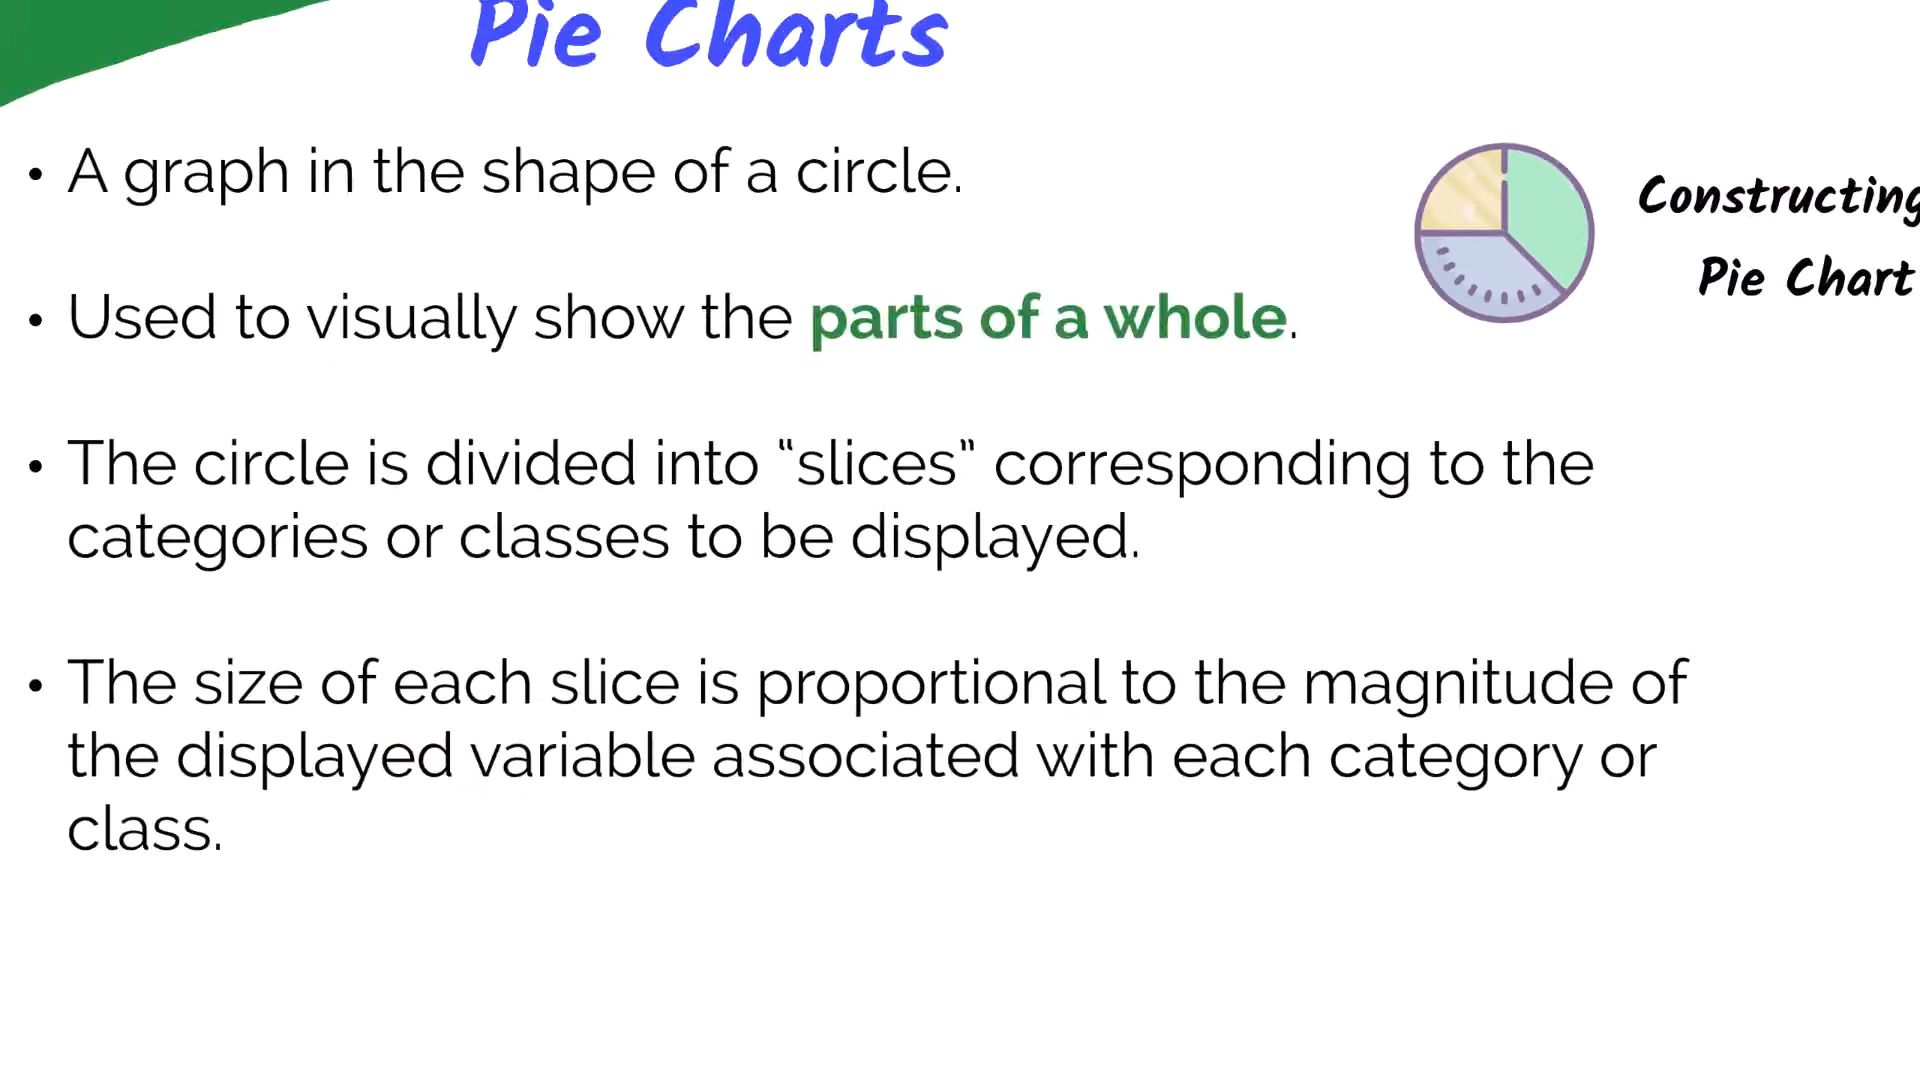 Pie Charts
• A graph in the shape of a circle.
• Used to visually show the parts of a whole.
• The circle is divided into “slices” corresponding to the
categories or classes to be displayed.
• The size of each slice is proportional to the magnitude of
the displayed variable associated with each category or
class.
Constructing
Pie Chart